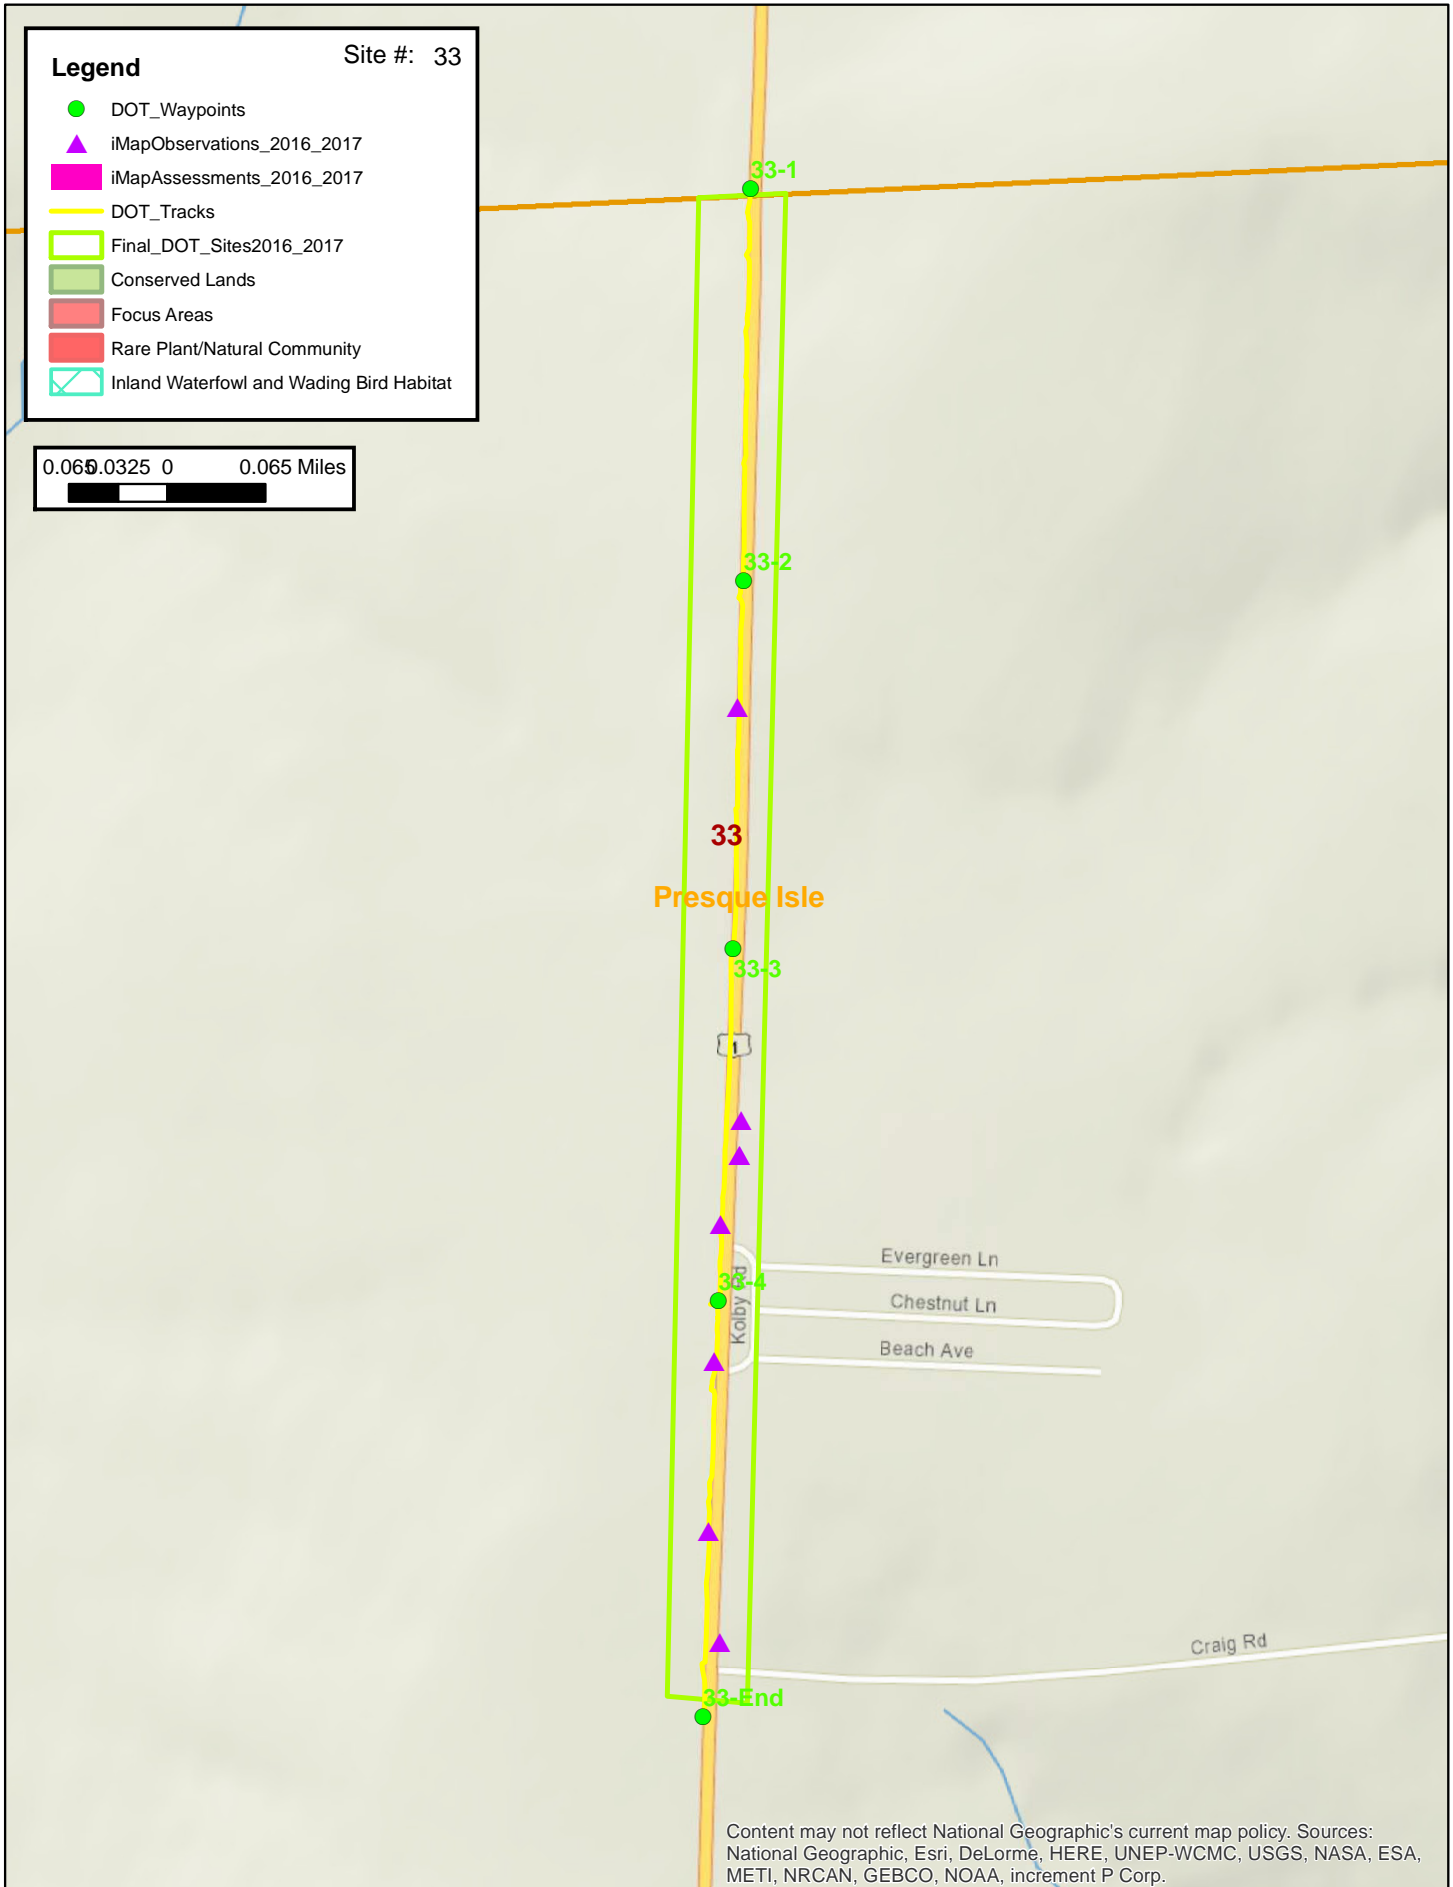 Legend
Site #: 33
DOT_Waypoints
iMapObservations_2016_2017
iMapAssessments_2016_2017
DOT_Tracks
Final_DOT_Sites2016_2017
Conserved Lands
Focus Areas
Rare Plant/Natural Community
Inland Waterfowl and Wading Bird Habitat
0.065 0.0325 0 0.065 Miles
33-1
33-2
33
Presque Isle
33-3
1
Evergreen Ln
33-4
Kolby Rd
Chestnut Ln
Beach Ave
Craig Rd
33-End
Content may not reflect National Geographic's current map policy. Sources:
National Geographic, Esri, DeLorme, HERE, UNEP-WCMC, USGS, NASA, ESA,
METI, NRCAN, GEBCO, NOAA, increment P Corp.